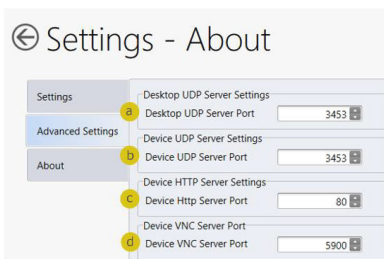 Settings - About
Settings
Advanced Settings
About
Desktop UDP Server Settings
a Desktop UDP Server Port 3453
Device UDP Server Settings
b Device UDP Server Port 3453
Device HTTP Server Settings
c Device Http Server Port 80
Device VNC Server Port
d Device VNC Server Port 5900